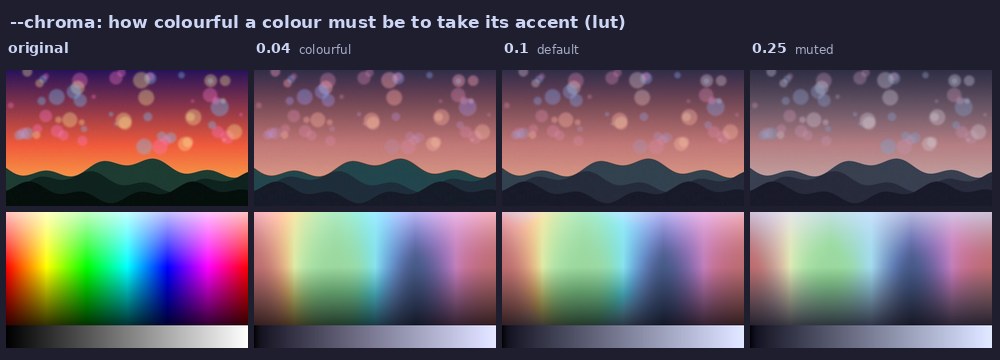 --chroma: how colourful a colour must be to take its accent (lut)
original 0.04 colourful 0.1 default 0.25 muted